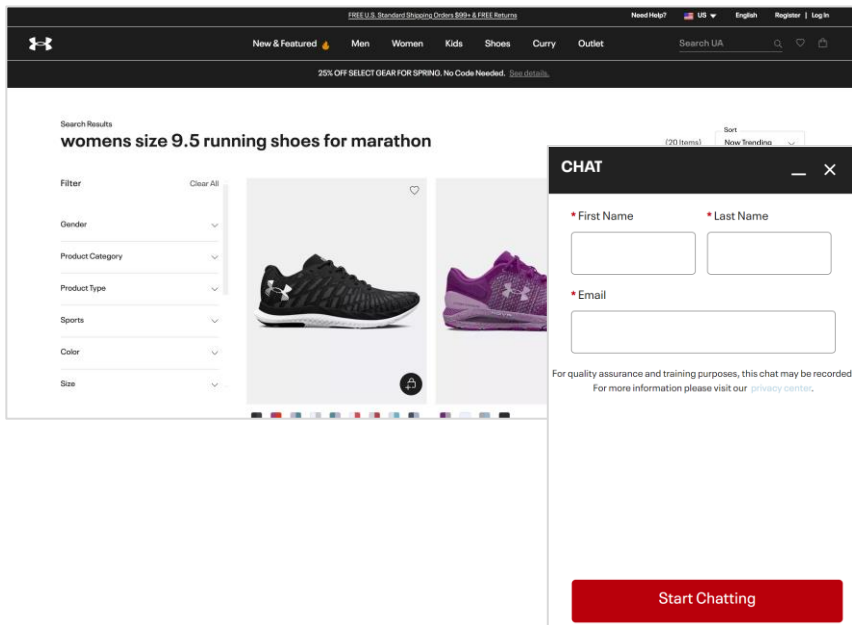 FREE U.S. Standard Shipping Orders $99+ & FREE Returns
Need Help? US English Register | Log In
New & Featured Men Women Kids Shoes Curry Outlet Search UA
25% OFF SELECT GEAR FOR SPRING. No Code Needed. See details.
Search Results
womens size 9.5 running shoes for marathon
(20 Items)
Sort
Now Trending
Filter Clear All
Gender
Product Category
Product Type
Sports
Color
Size
CHAT
* First Name * Last Name
* Email
For quality assurance and training purposes, this chat may be recorded
For more information please visit our privacy center.
Start Chatting